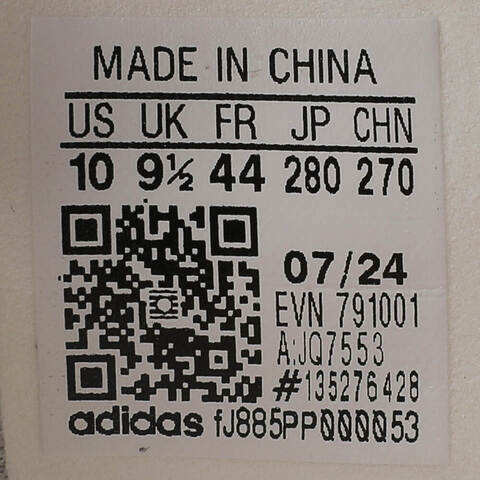 MADE IN CHINA
US UK FR JP CHN
10 9½ 44 280 270
07/24
EVN 791001
A:JQ7553
#135276428
adidas fJ885PP000053